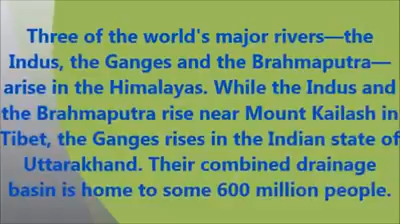 Three of the world's major rivers—the
Indus, the Ganges and the Brahmaputra—
arise in the Himalayas. While the Indus and
the Brahmaputra rise near Mount Kailash in
Tibet, the Ganges rises in the Indian state of
Uttarakhand. Their combined drainage
basin is home to some 600 million people.